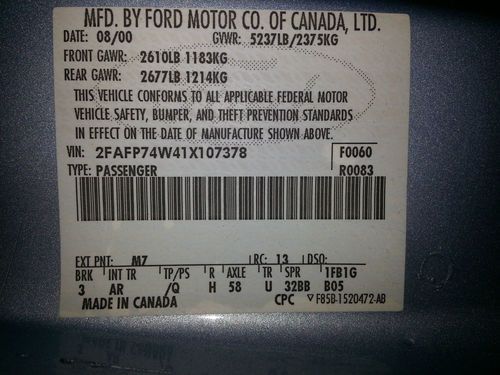 MFD. BY FORD MOTOR CO. OF CANADA, LTD.
DATE: 08/00 GVWR: 5237LB/2375KG
FRONT GAWR: 2610LB 1183KG
REAR GAWR: 2677LB 1214KG
THIS VEHICLE CONFORMS TO ALL APPLICABLE FEDERAL MOTOR
VEHICLE SAFETY, BUMPER, AND THEFT PREVENTION STANDARDS
IN EFFECT ON THE DATE OF MANUFACTURE SHOWN ABOVE.
VIN: 2FAFP74W41X107378 F0060
TYPE: PASSENGER R0083
EXT PNT: M7 RC: 13 DSO:
BRK INT TR TP/PS R AXLE TR SPR 1FB1G
3 AR /Q H 58 U 32BB B05
MADE IN CANADA CPC ▽F85B-1520472-AB